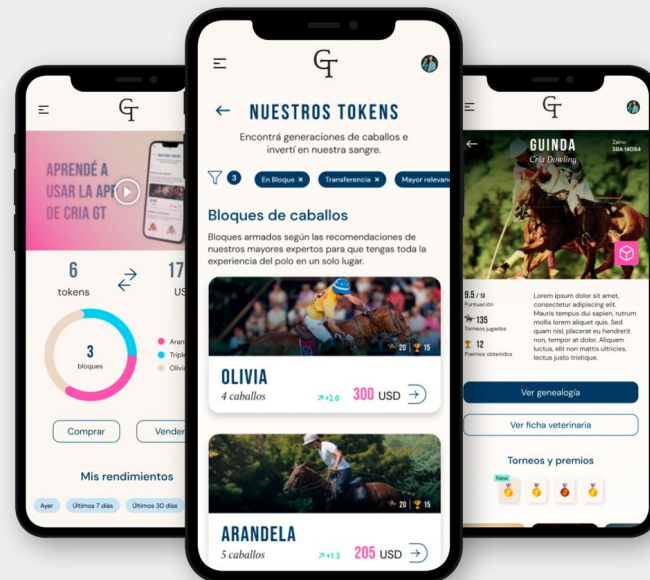 GT
APRENDÉ A
USAR LA APP
DE CRIA GT
6
tokens
17
US
3
bloques
Aran
Triple
Olivi
Comprar
Vender
Mis rendimientos
Ayer
Últimos 7 días
Últimos 30 días
GT
NUESTROS TOKENS
Encontrá generaciones de caballos e
invertí en nuestra sangre.
3
En Bloque ×
Transferencia ×
Mayor relevan
Bloques de caballos
Bloques armados según las recomendaciones de
nuestros mayores expertos para que tengas toda la
experiencia del polo en un solo lugar.
20 | 15
OLIVIA
4 caballos
+2.0
300 USD
20 | 15
ARANDELA
5 caballos
+1.3
205 USD
GT
GUINDA
Cría Dowling
Zaino
SBA 14084
9.5 / 10
Puntuación
135
Torneos jugados
12
Premios obtenidos
Lorem ipsum dolor sit amet,
consectetur adipiscing elit.
Mauris tempus dui sapien, rutrum
mollis lorem aliquet quis. Sed
quam nisl, placerat eu hendrerit
non, tempor at dolor. Aliquam
luctus, elit non mattis ultricies,
lectus justo tristique.
Ver genealogía
Ver ficha veterinaria
Torneos y premios
New